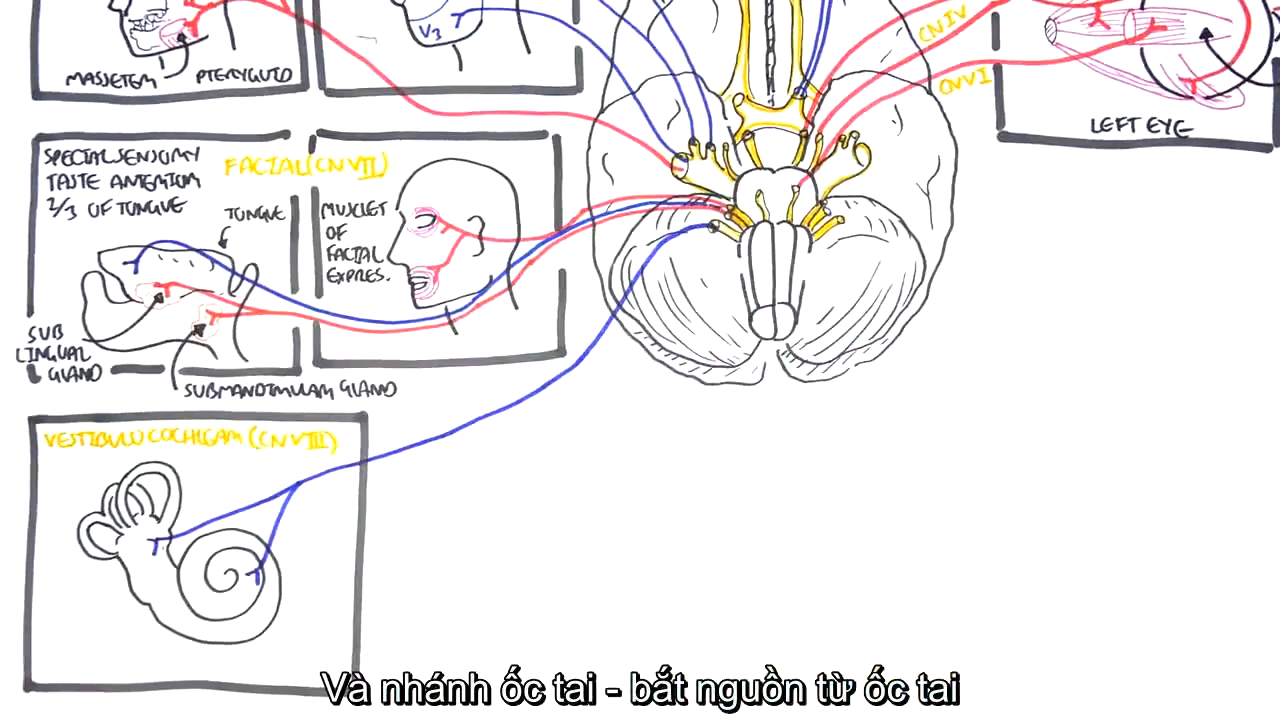 MASSETER
PTERYGOID
V3
CN IV
CN VI
LEFT EYE
SPECIAL SENSORY
TASTE ANTERIOR
2/3 OF TONGUE
FACIAL (CN VII)
TONGUE
MUSCLES
OF
FACIAL
EXPRES.
SUB
LINGUAL
GLAND
SUBMANDIBULAR GLAND
VESTIBULOCOCHLEAR (CN VIII)
Và nhánh ốc tai - bắt nguồn từ ốc tai